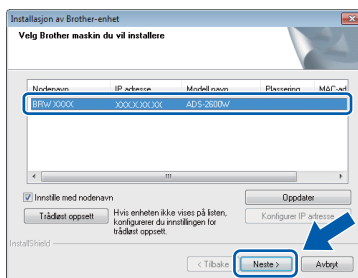 Installasjon av Brother-enhet
Velg Brother maskin du vil installere
Nodenavn IP adresse Modell navn Plassering MAC-ad
BRW XXXX XXX.X.XX.XX ADS-2600W
Innstille med nodenavn
Oppdater
Trådløst oppsett
Hvis enheten ikke vises på listen,
konfigurerer du innstillingen for
trådløst oppsett.
Konfigurer IP adresse
InstallShield
< Tilbake Neste > Avbryt